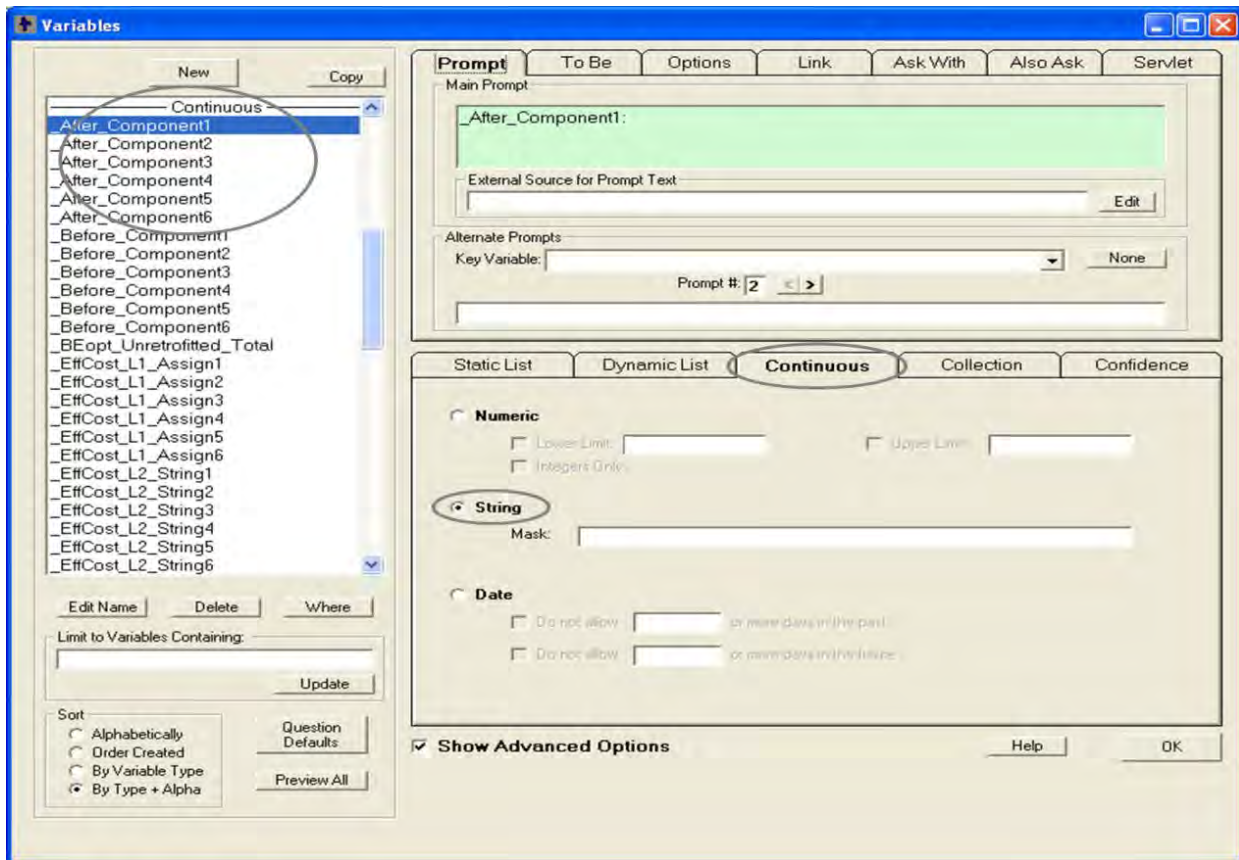 Variables
New
Copy
Continuous
_After_Component1
_After_Component2
_After_Component3
_After_Component4
_After_Component5
_After_Component6
_Before_Component1
_Before_Component2
_Before_Component3
_Before_Component4
_Before_Component5
_Before_Component6
_BEopt_Unretrofitted_Total
_EffCost_L1_Assign1
_EffCost_L1_Assign2
_EffCost_L1_Assign3
_EffCost_L1_Assign4
_EffCost_L1_Assign5
_EffCost_L1_Assign6
_EffCost_L2_String1
_EffCost_L2_String2
_EffCost_L2_String3
_EffCost_L2_String4
_EffCost_L2_String5
_EffCost_L2_String6
Edit Name Delete Where
Limit to Variables Containing:
Update
Sort
Alphabetically
Order Created
By Variable Type
By Type + Alpha
Question Defaults
Preview All
Prompt To Be Options Link Ask With Also Ask Servlet
Main Prompt
_After_Component1:
External Source for Prompt Text
Edit
Alternate Prompts
Key Variable: None
Prompt #: 2 < >
Static List Dynamic List Continuous Collection Confidence
Numeric
Lower Limit: Upper Limit:
Integers Only
String
Mask:
Date
Do not allow or more days in the past
Do not allow or more days in the future
Show Advanced Options Help OK